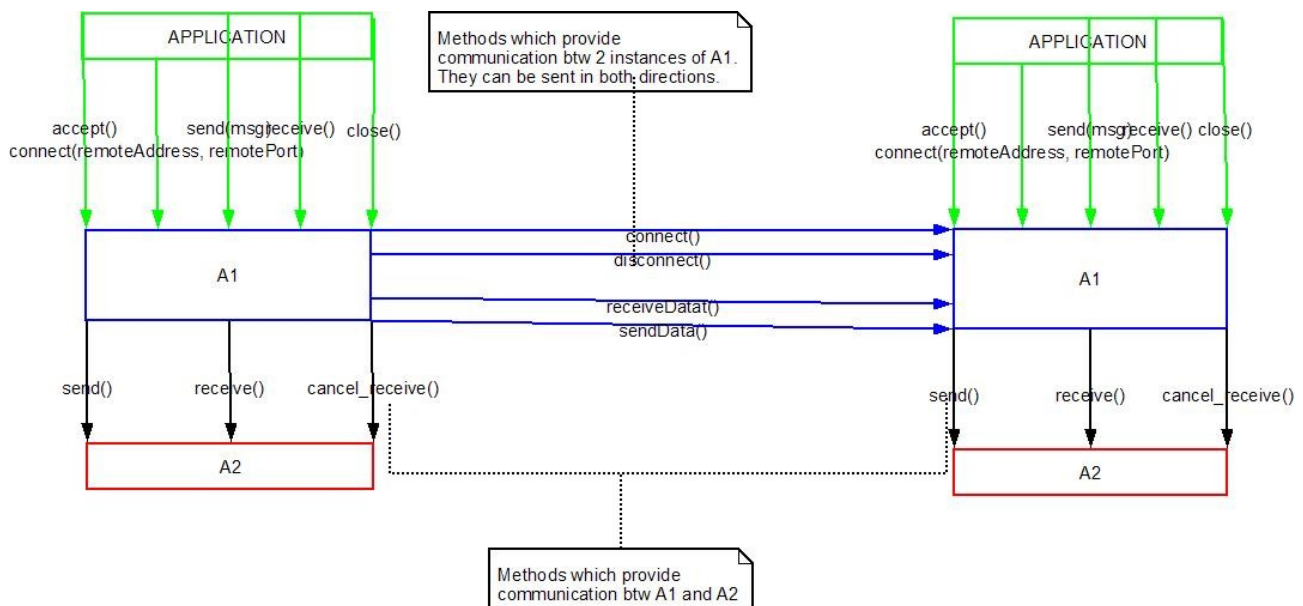 APPLICATION
Methods which provide
communication btw 2 instances of A1.
They can be sent in both directions.
APPLICATION
accept()
send(msg)
receive()
close()
connect(remoteAddress, remotePort)
accept()
send(msg)
receive()
close()
connect(remoteAddress, remotePort)
A1
connect()
disconnect()
receiveDatat()
sendData()
A1
send()
receive()
cancel_receive()
send()
receive()
cancel_receive()
A2
A2
Methods which provide
communication btw A1 and A2